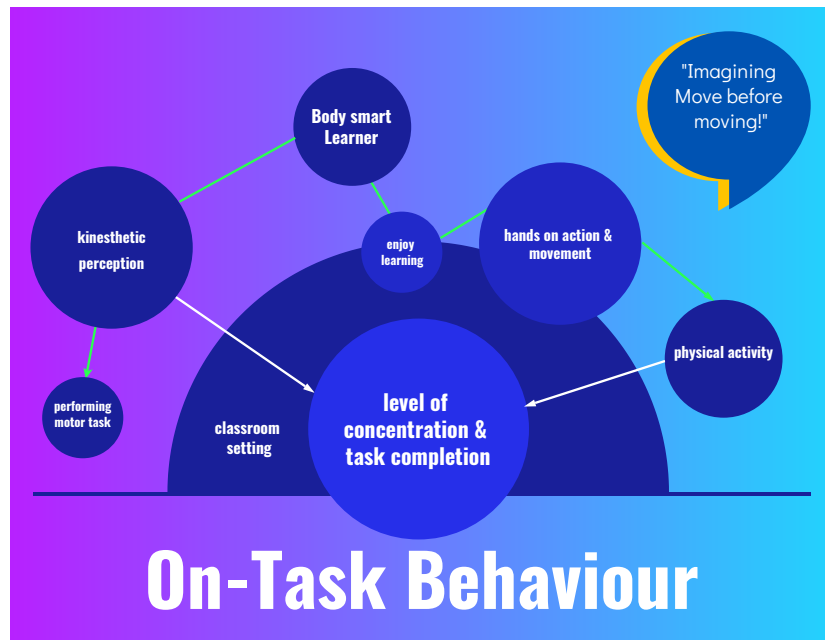 "Imagining
Move before
moving!"
Body smart
Learner
kinesthetic
perception
enjoy
learning
hands on action &
movement
physical activity
performing
motor task
classroom
setting
level of
concentration &
task completion
On-Task Behaviour